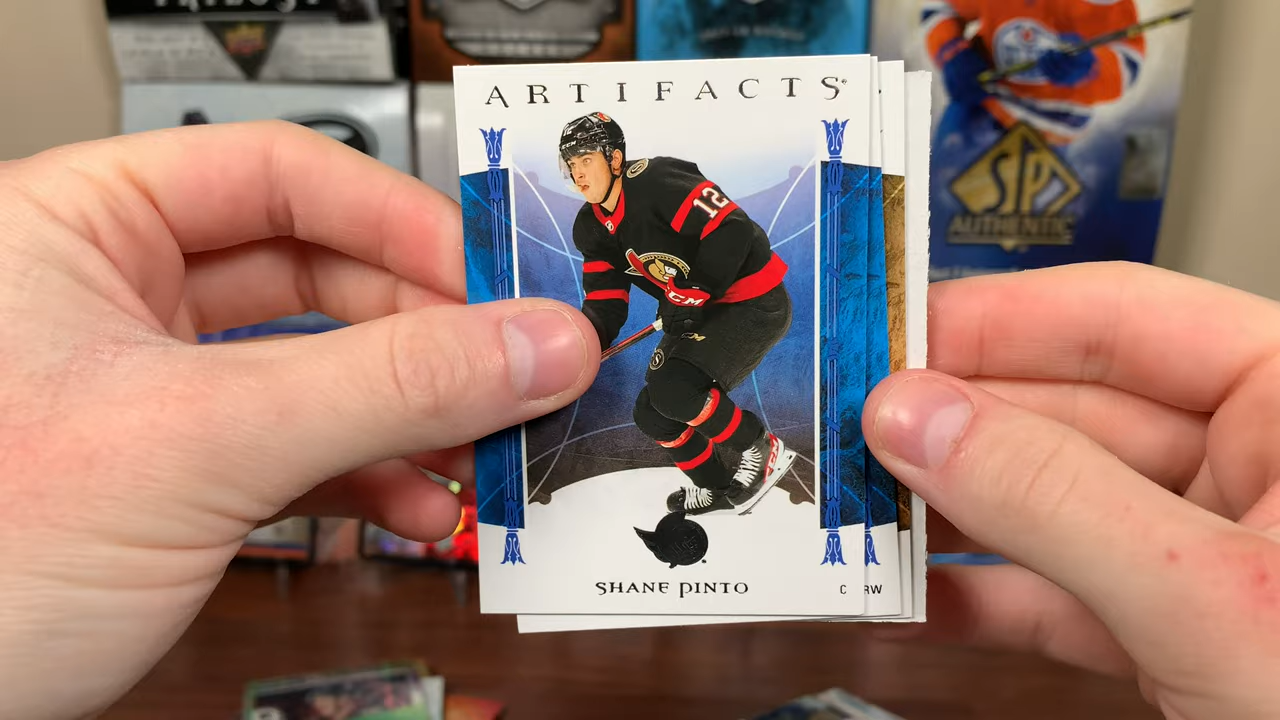 ARTIFACTS
12
CCM
SHANE PINTO
C
RW
SP
AUTHENTIC